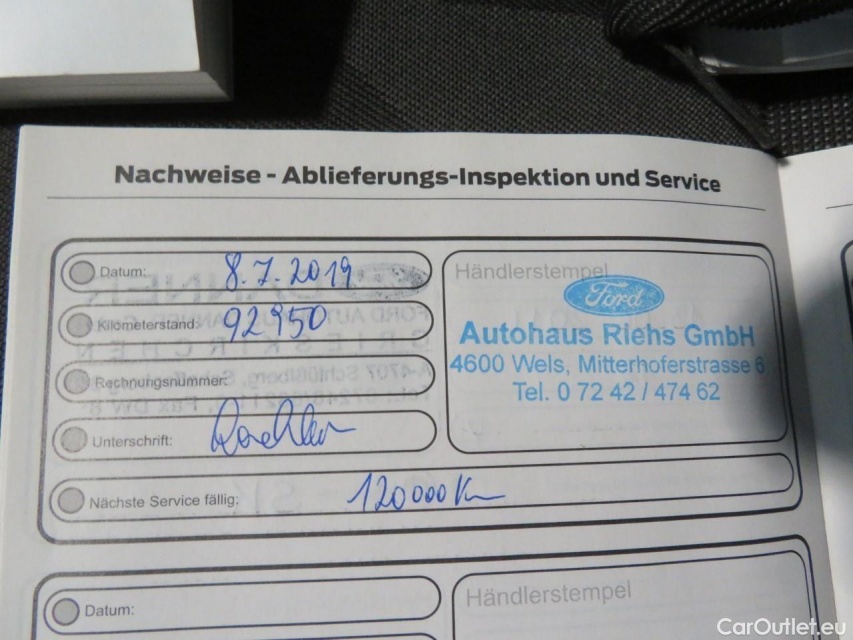 Nachweise - Ablieferungs-Inspektion und Service
Datum: 8.7.2019
Kilometerstand: 92950
Rechnungsnummer:
Unterschrift:
Nächste Service fällig: 120000 Km
Händlerstempel
Ford
Autohaus Riehs GmbH
4600 Wels, Mitterhoferstrasse 6
Tel. 0 72 42 / 474 62
Datum:
Händlerstempel
CarOutlet.eu